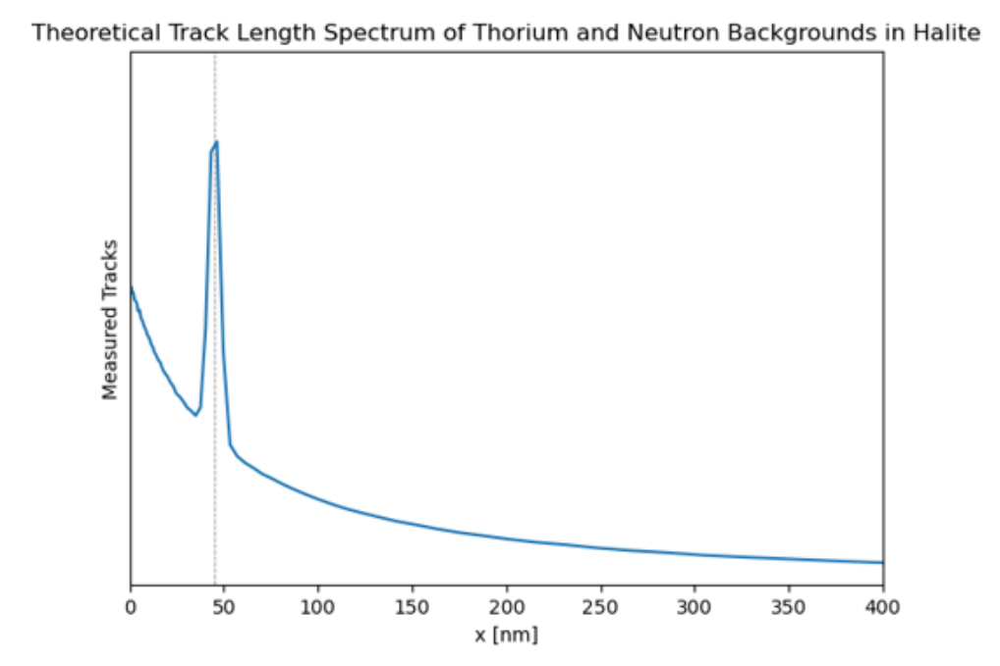 Theoretical Track Length Spectrum of Thorium and Neutron Backgrounds in Halite
Measured Tracks
0 50 100 150 200 250 300 350 400
x [nm]